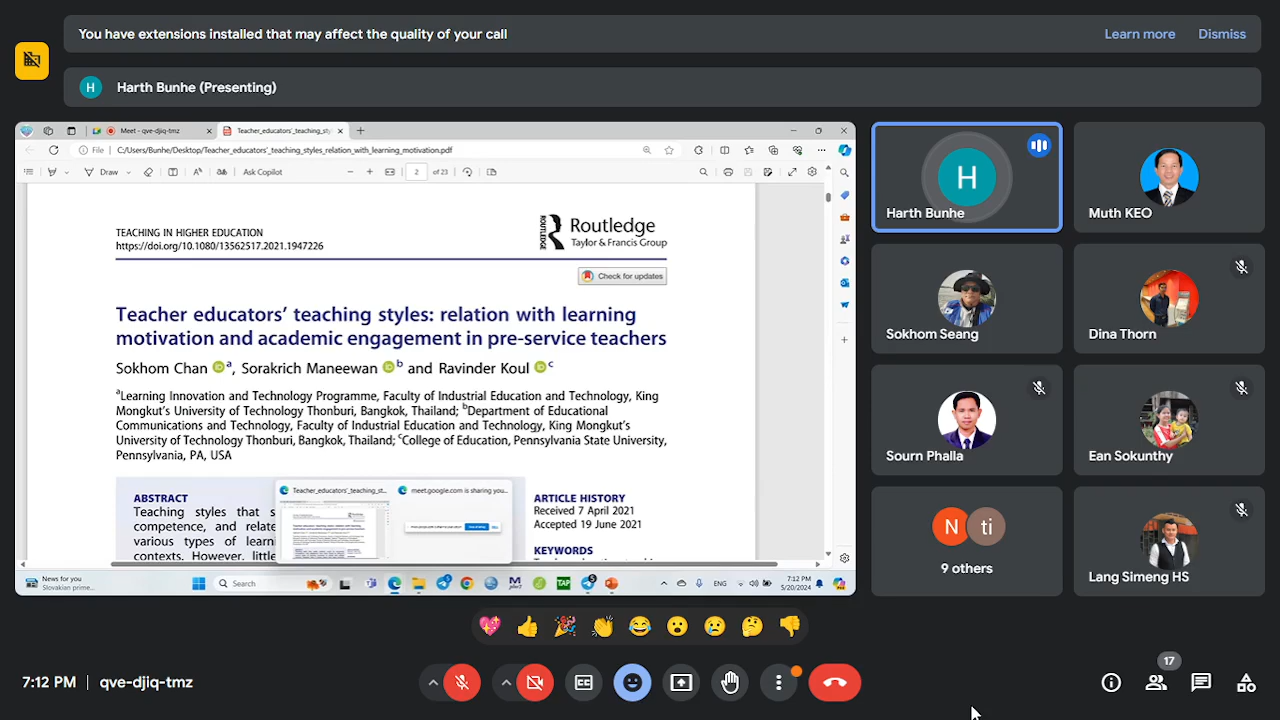 You have extensions installed that may affect the quality of your call
Learn more
Dismiss
H
Harth Bunhe (Presenting)
Meet - qve-djiq-tmz
Teacher_educators'_teaching_sty
File
C:/Users/Bunhe/Desktop/Teacher_educators'_teaching_styles_relation_with_learning_motivation.pdf
Draw
Ask Copilot
2
of 23
TEACHING IN HIGHER EDUCATION
https://doi.org/10.1080/13562517.2021.1947226
ROUTLEDGE
Routledge
Taylor & Francis Group
Check for updates
Teacher educators' teaching styles: relation with learning
motivation and academic engagement in pre-service teachers
Sokhom Chan a, Sorakrich Maneewan b and Ravinder Koul c
aLearning Innovation and Technology Programme, Faculty of Industrial Education and Technology, King
Mongkut's University of Technology Thonburi, Bangkok, Thailand; bDepartment of Educational
Communications and Technology, Faculty of Industrial Education and Technology, King Mongkut's
University of Technology Thonburi, Bangkok, Thailand; cCollege of Education, Pennsylvania State University,
Pennsylvania, PA, USA
ABSTRACT
Teaching styles that s
competence, and relate
various types of learn
contexts. However, little
Teacher_educators'_teaching_st...
meet.google.com is sharing you...
ARTICLE HISTORY
Received 7 April 2021
Accepted 19 June 2021
KEYWORDS
News for you
Slovakian prime...
Search
TAP
5
ENG
7:12 PM
5/20/2024
H
Harth Bunhe
Muth KEO
Sokhom Seang
Dina Thorn
Sourn Phalla
Ean Sokunthy
N
ti
9 others
Lang Simeng HS
7:12 PM
qve-djiq-tmz
17